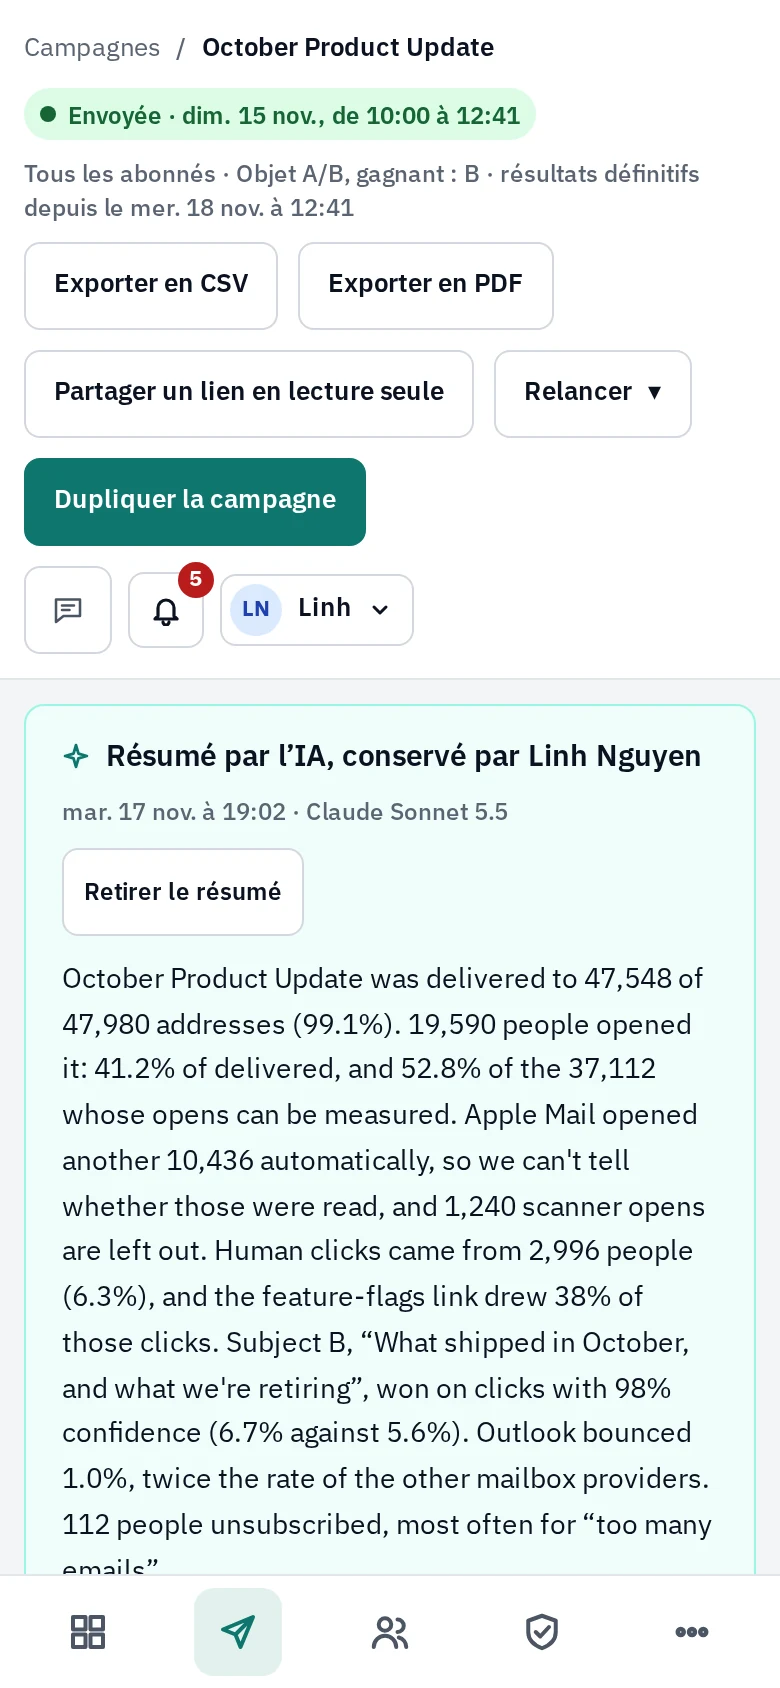 Campagnes / October Product Update
Envoyée · dim. 15 nov., de 10:00 à 12:41
Tous les abonnés · Objet A/B, gagnant : B · résultats définitifs
depuis le mer. 18 nov. à 12:41
Exporter en CSV Exporter en PDF
Partager un lien en lecture seule Relancer ▼
Dupliquer la campagne
5
LN Linh
Résumé par l’IA, conservé par Linh Nguyen
mar. 17 nov. à 19:02 · Claude Sonnet 5.5
Retirer le résumé
October Product Update was delivered to 47,548 of
47,980 addresses (99.1%). 19,590 people opened
it: 41.2% of delivered, and 52.8% of the 37,112
whose opens can be measured. Apple Mail opened
another 10,436 automatically, so we can't tell
whether those were read, and 1,240 scanner opens
are left out. Human clicks came from 2,996 people
(6.3%), and the feature-flags link drew 38% of
those clicks. Subject B, “What shipped in October,
and what we're retiring”, won on clicks with 98%
confidence (6.7% against 5.6%). Outlook bounced
1.0%, twice the rate of the other mailbox providers.
112 people unsubscribed, most often for “too many
emails”